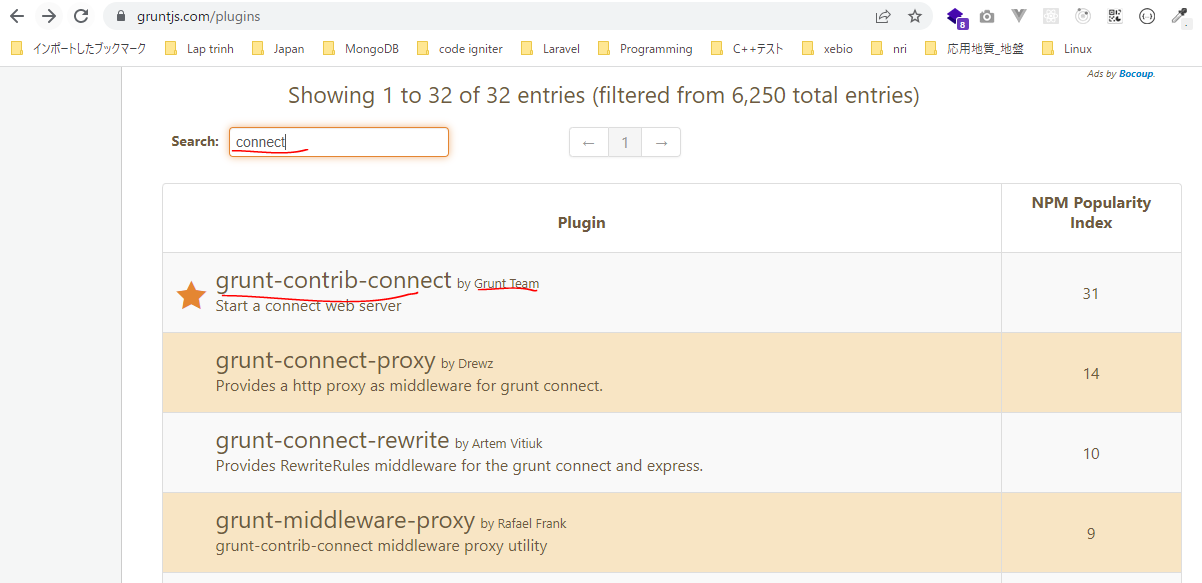 gruntjs.com/plugins
8
インポートしたブックマーク Lap trinh Japan MongoDB code igniter Laravel Programming C++テスト xebio nri 応用地質_地盤 Linux
Ads by Bocoup.
Showing 1 to 32 of 32 entries (filtered from 6,250 total entries)
Search: connect ← 1 →
Plugin NPM Popularity Index
grunt-contrib-connect by Grunt Team
Start a connect web server
31
grunt-connect-proxy by Drewz
Provides a http proxy as middleware for grunt connect.
14
grunt-connect-rewrite by Artem Vitiuk
Provides RewriteRules middleware for the grunt connect and express.
10
grunt-middleware-proxy by Rafael Frank
grunt-contrib-connect middleware proxy utility
9